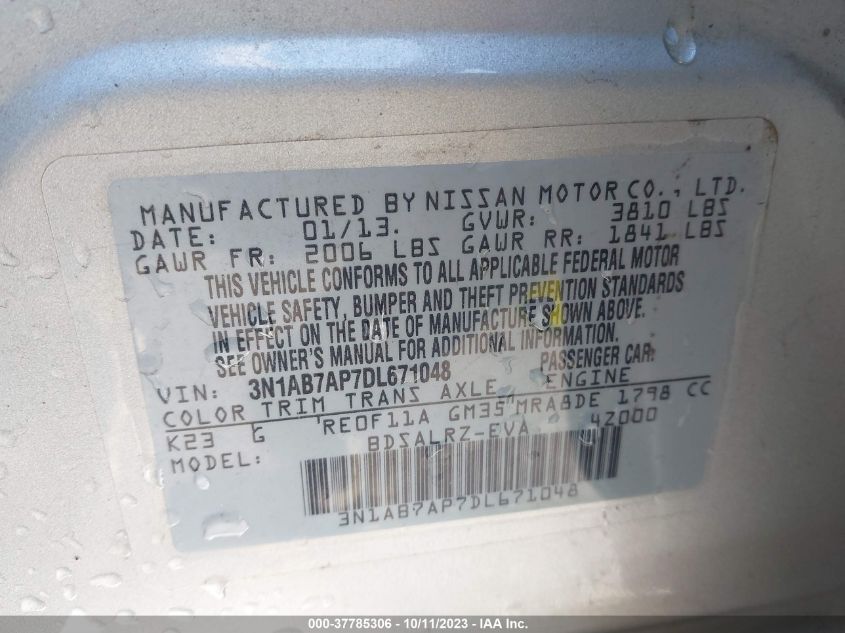 MANUFACTURED BY NISSAN MOTOR CO., LTD.
DATE: 01/13. GVWR: 3810 LBS
GAWR FR: 2006 LBS GAWR RR: 1841 LBS
THIS VEHICLE CONFORMS TO ALL APPLICABLE FEDERAL MOTOR
VEHICLE SAFETY, BUMPER AND THEFT PREVENTION STANDARDS
IN EFFECT ON THE DATE OF MANUFACTURE SHOWN ABOVE.
SEE OWNER'S MANUAL FOR ADDITIONAL INFORMATION.
VIN: 3N1AB7AP7DL671048 PASSENGER CAR:
COLOR TRIM TRANS AXLE ENGINE
K23 G RE0F11A GM35 MRA8DE 1798 CC
MODEL: BDSALRZ-EVA 42000
3N1AB7AP7DL671048
000-37785306 - 10/11/2023 - IAA Inc.